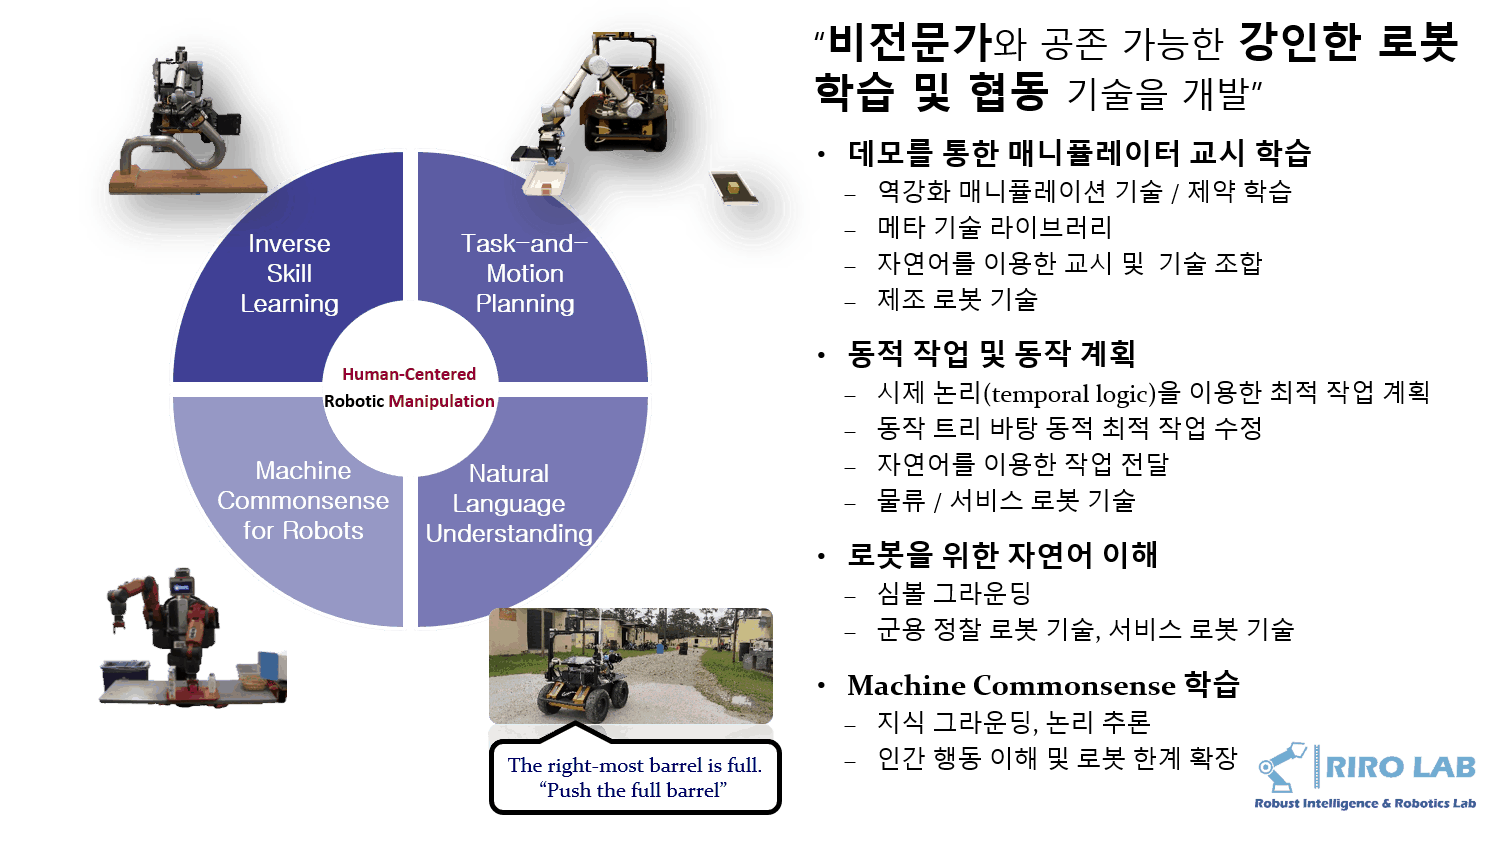 Inverse
Skill
Learning
Task-and-
Motion
Planning
Human-Centered
Robotic Manipulation
Machine
Commonsense
for Robots
Natural
Language
Understanding
The right-most barrel is full.
“Push the full barrel”
“비전문가와 공존 가능한 강인한 로봇
학습 및 협동 기술을 개발”
• 데모를 통한 매니퓰레이터 교시 학습
– 역강화 매니퓰레이션 기술 / 제약 학습
– 메타 기술 라이브러리
– 자연어를 이용한 교시 및 기술 조합
– 제조 로봇 기술
• 동적 작업 및 동작 계획
– 시제 논리(temporal logic)을 이용한 최적 작업 계획
– 동작 트리 바탕 동적 최적 작업 수정
– 자연어를 이용한 작업 전달
– 물류 / 서비스 로봇 기술
• 로봇을 위한 자연어 이해
– 심볼 그라운딩
– 군용 정찰 로봇 기술, 서비스 로봇 기술
• Machine Commonsense 학습
– 지식 그라운딩, 논리 추론
– 인간 행동 이해 및 로봇 한계 확장
RIRO LAB
Robust Intelligence & Robotics Lab